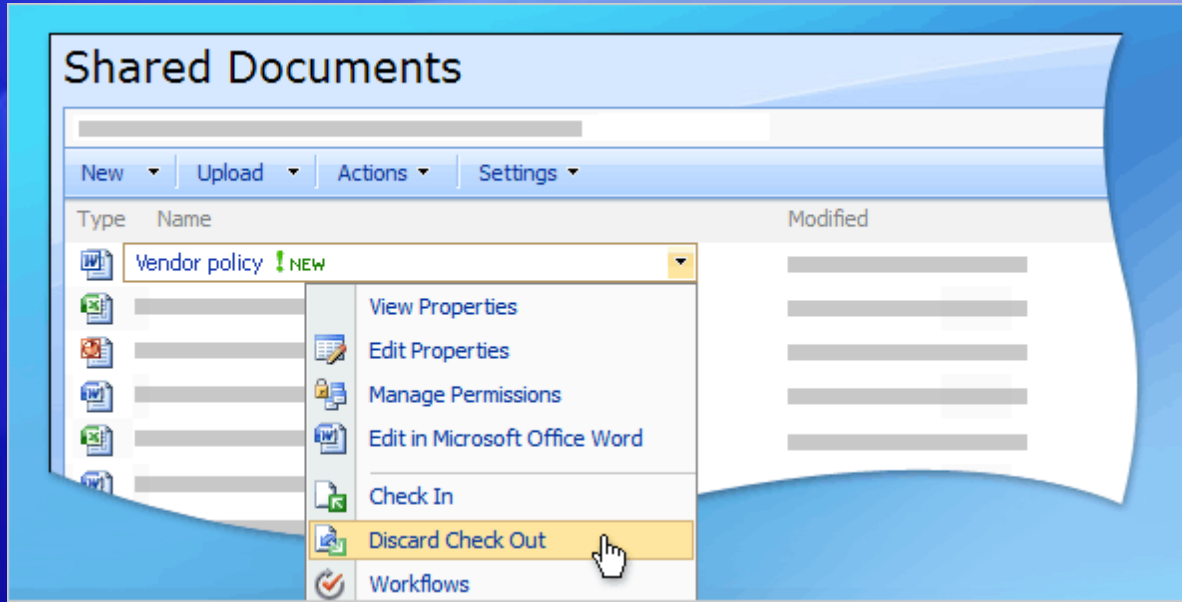 Shared Documents
New Upload Actions Settings
Type Name Modified
Vendor policy ! NEW
View Properties
Edit Properties
Manage Permissions
Edit in Microsoft Office Word
Check In
Discard Check Out
Workflows